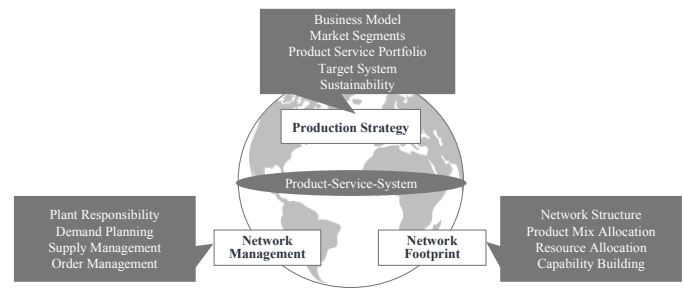 Business Model
Market Segments
Product Service Portfolio
Target System
Sustainability
Production Strategy
Product-Service-System
Plant Responsibility
Demand Planning
Supply Management
Order Management
Network
Management
Network
Footprint
Network Structure
Product Mix Allocation
Resource Allocation
Capability Building